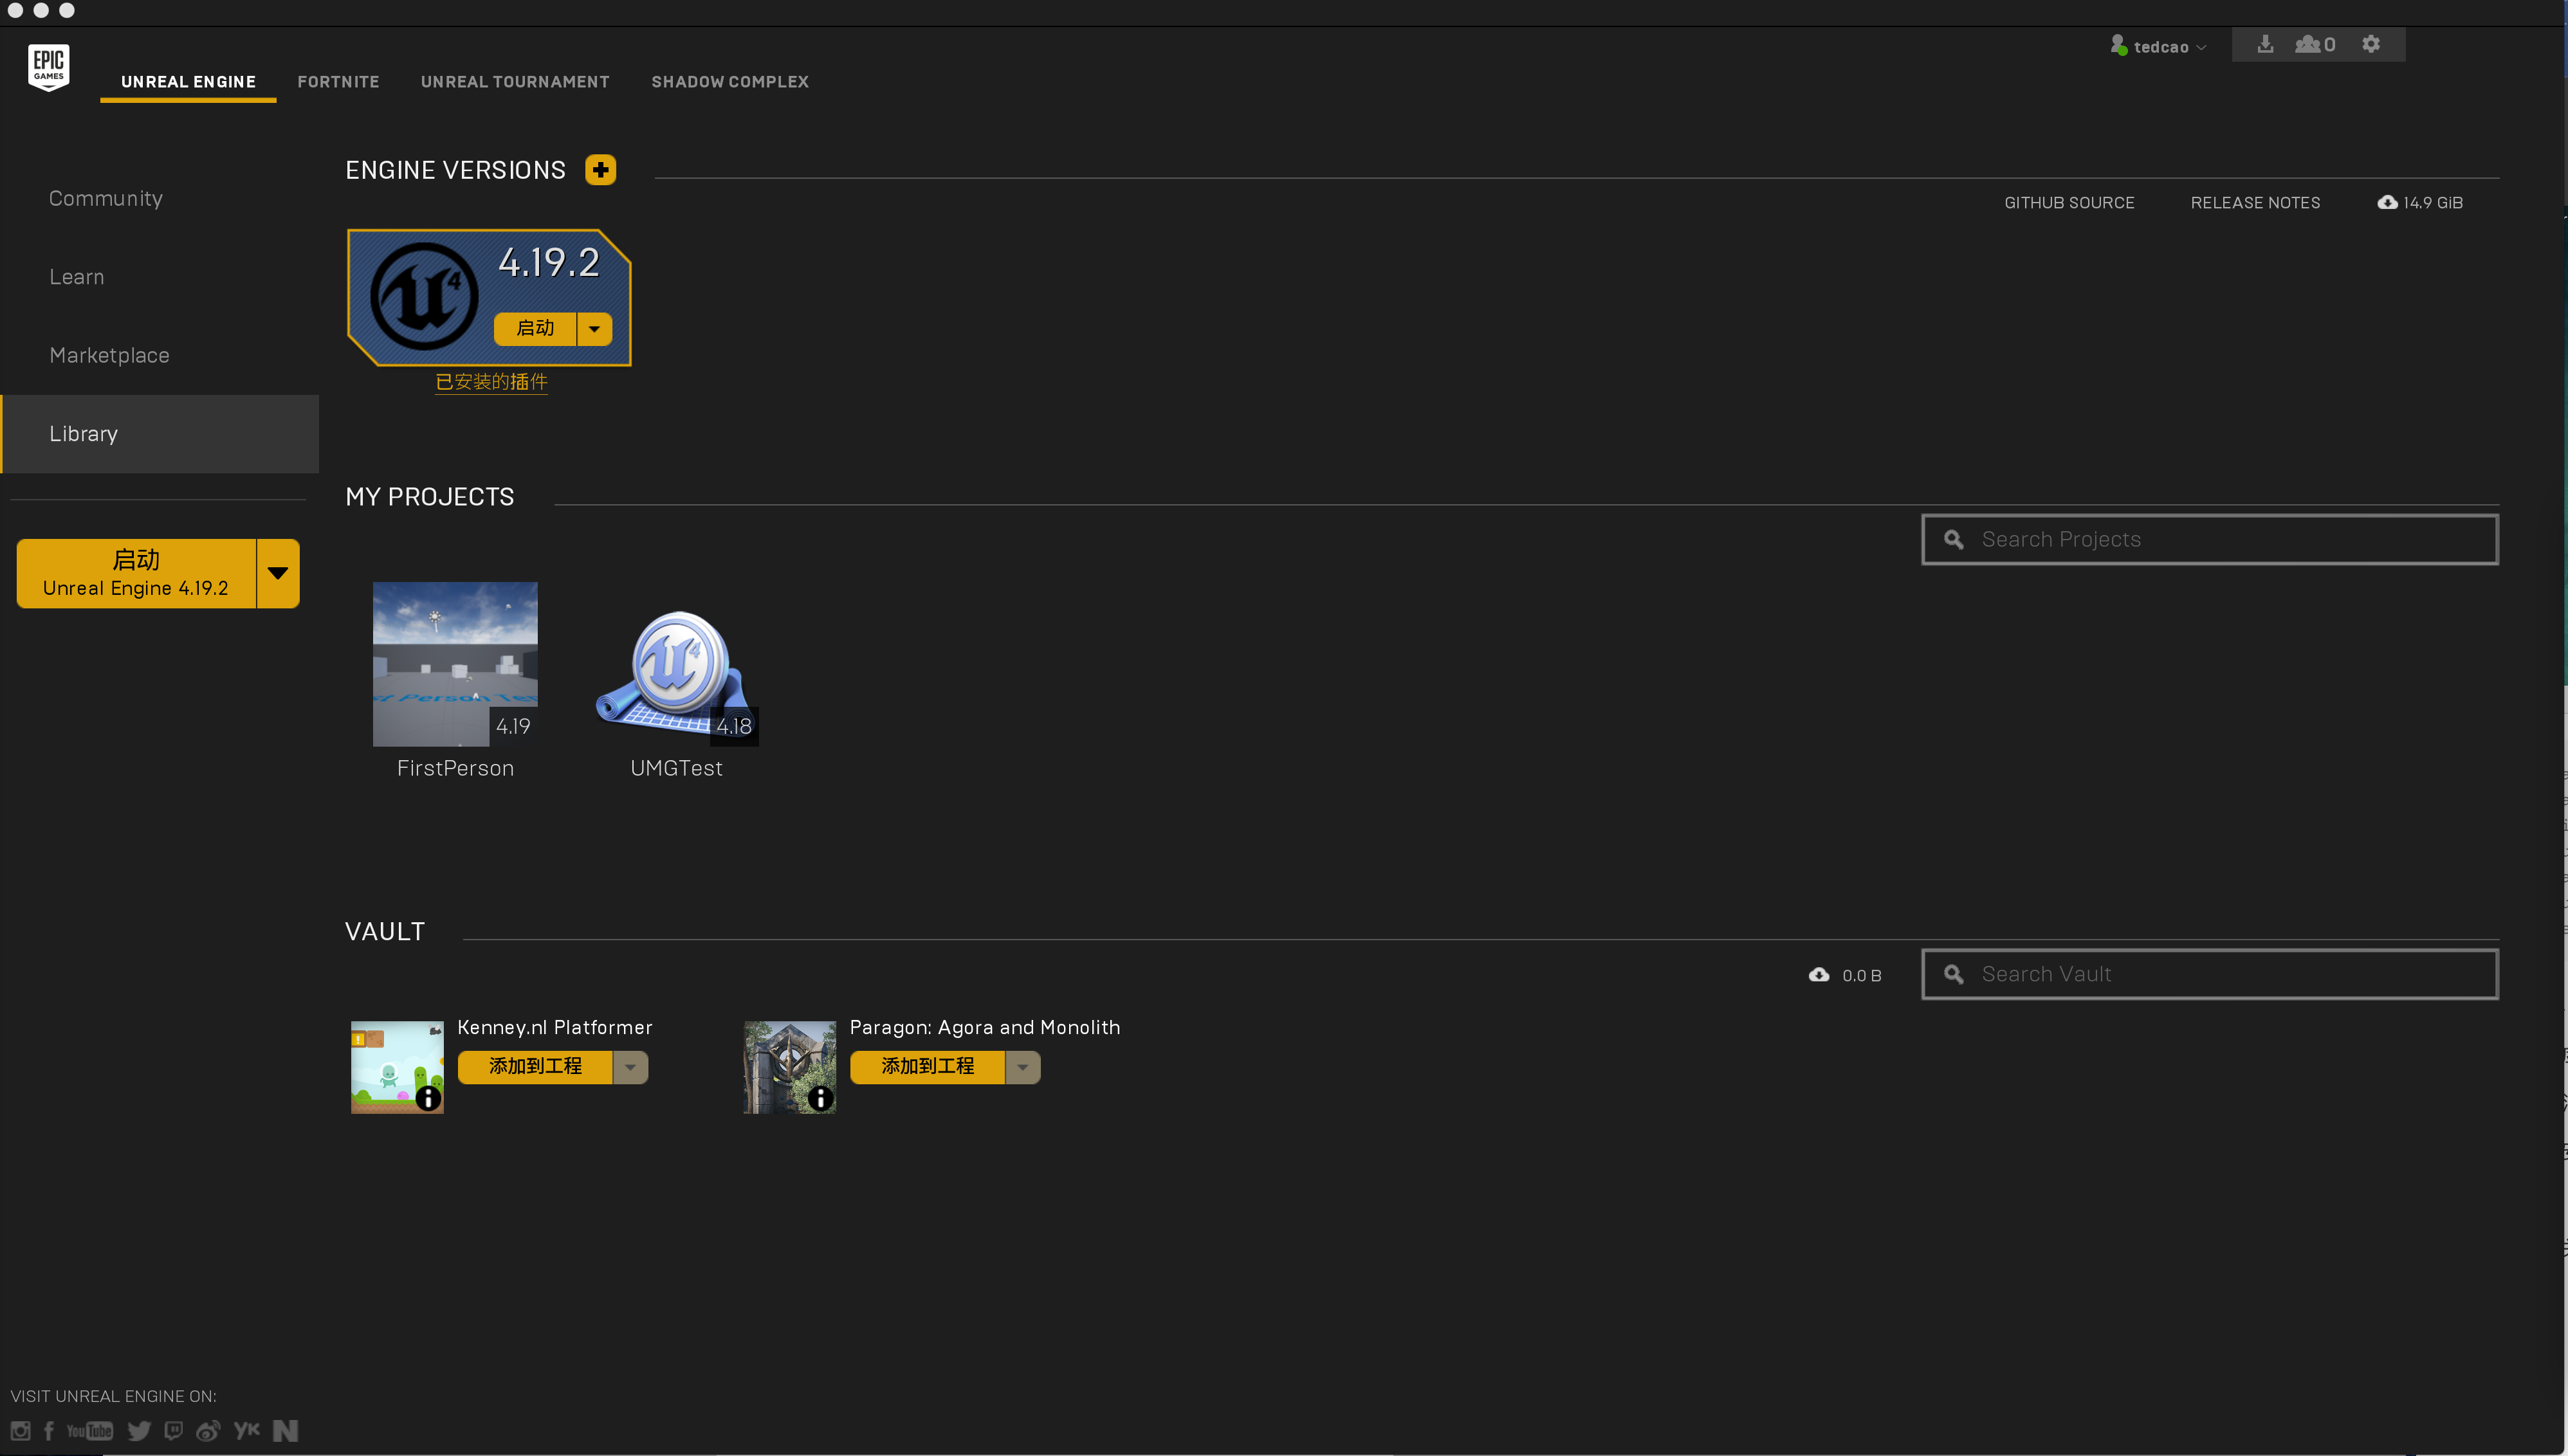 EPIC
GAMES
UNREAL ENGINE
FORTNITE
UNREAL TOURNAMENT
SHADOW COMPLEX
tedcao
0
Community
Learn
Marketplace
Library
启动
Unreal Engine 4.19.2
ENGINE VERSIONS
GITHUB SOURCE
RELEASE NOTES
14.9 GiB
4.19.2
启动
已安装的插件
MY PROJECTS
Search Projects
4.19
FirstPerson
4.18
UMGTest
VAULT
0.0 B
Search Vault
Kenney.nl Platformer
添加到工程
Paragon: Agora and Monolith
添加到工程
VISIT UNREAL ENGINE ON:
YouTube